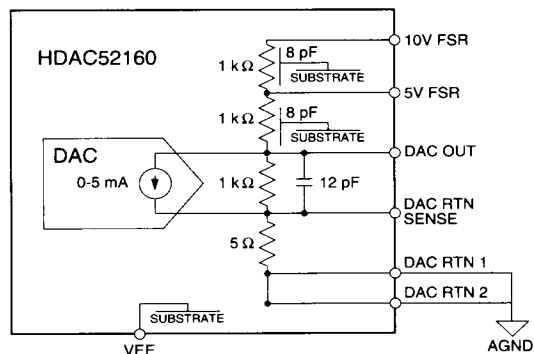 HDAC52160
10V FSR
8 pF
1 kΩ
SUBSTRATE
5V FSR
8 pF
1 kΩ
SUBSTRATE
DAC
DAC OUT
0-5 mA
1 kΩ
12 pF
DAC RTN
SENSE
5 Ω
DAC RTN 1
DAC RTN 2
SUBSTRATE
VEE
AGND